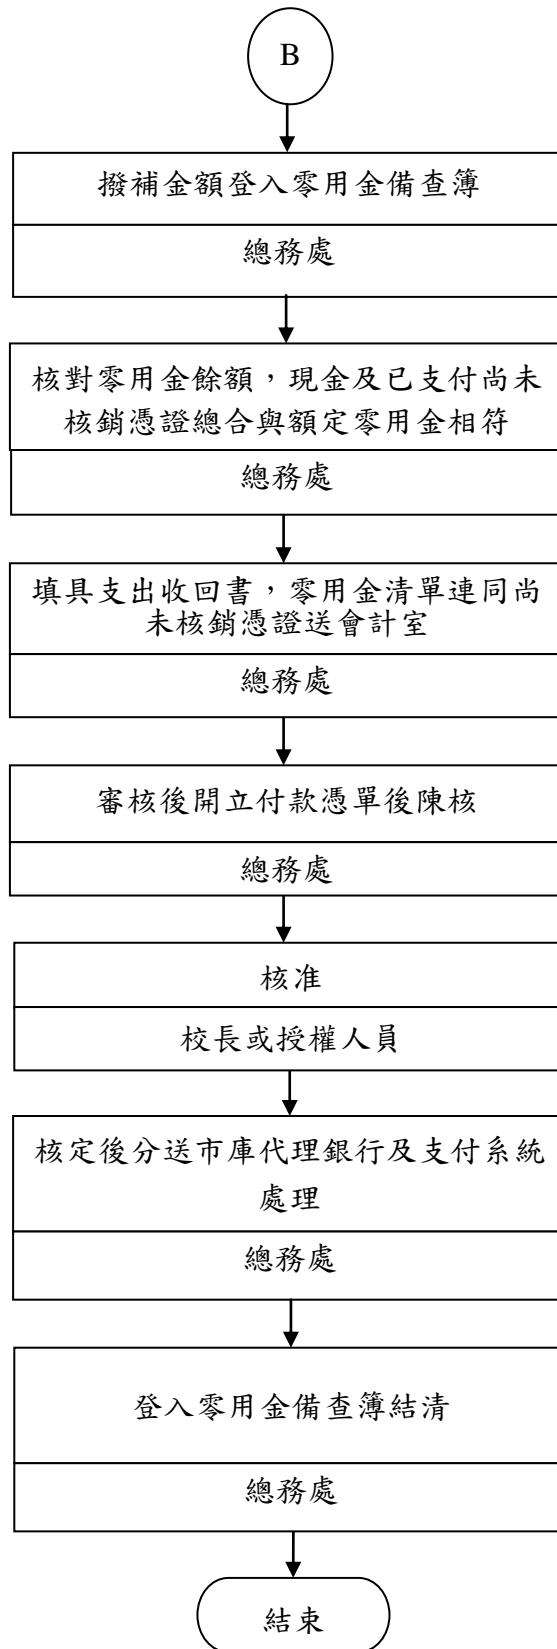 B
撥補金額登入零用金備查簿
總務處
核對零用金餘額，現金及已支付尚未
核銷憑證總合與額定零用金相符
總務處
填具支出收回書，零用金清單連同尚
未核銷憑證送會計室
總務處
審核後開立付款憑單後陳核
總務處
核准
校長或授權人員
核定後分送市庫代理銀行及支付系統
處理
總務處
登入零用金備查簿結清
總務處
結束